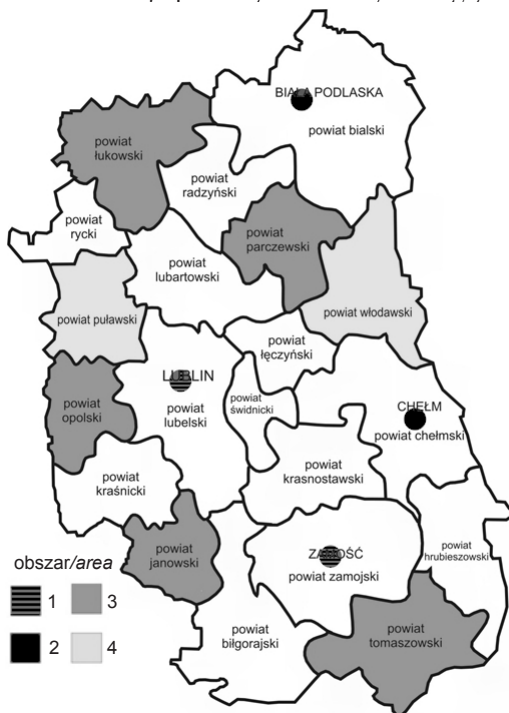 BIAŁA PODLASKA
powiat bialski
powiat
łukowski
powiat
radzyński
powiat
rycki
powiat
parczewski
powiat
lubartowski
powiat puławski
powiat włodawski
powiat
łęczyński
LUBLIN
powiat
lubelski
powiat
świdnicki
powiat
opolski
CHEŁM
powiat chełmski
powiat
kraśnicki
powiat
krasnostawski
powiat
janowski
ZAMOŚĆ
powiat zamojski
powiat
hrubieszowski
powiat
biłgorajski
powiat
tomaszowski
obszar/area
1
3
2
4